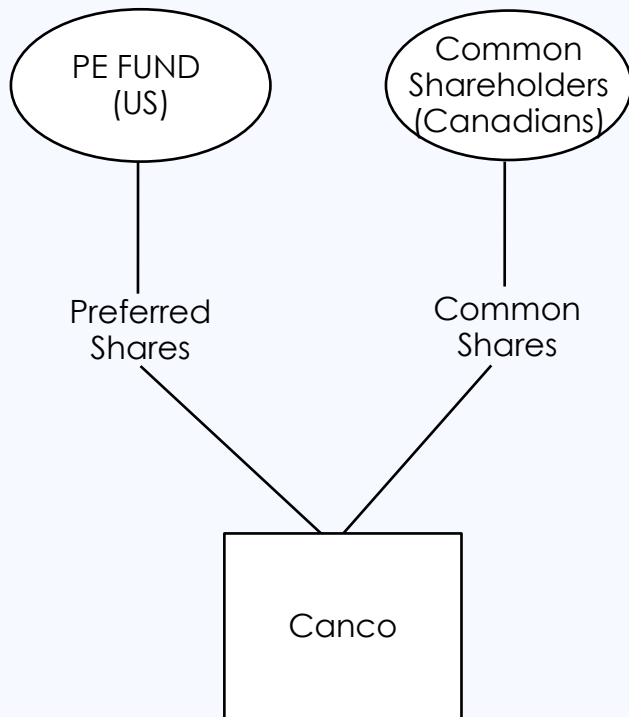 PE FUND
(US)
Common
Shareholders
(Canadians)
Preferred
Shares
Common
Shares
Canco